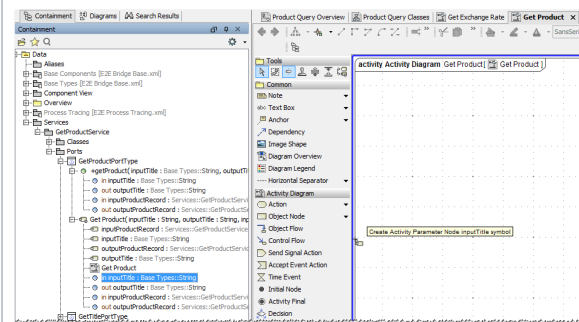 Containment
Diagrams
Search Results
Containment
Data
Aliases
Base Components [E2E Bridge Base.xml]
Base Types [E2E Bridge Base.xml]
Component View
Overview
Process Tracing [E2E Process Tracing.xml]
Services
GetProductService
Classes
Ports
GetProductPortType
+getProduct( inputTitle : Base Types::String, outputTi
in inputTitle : Base Types::String
out outputTitle : Base Types::String
in inputProductRecord : Services::GetProductServi
out outputProductRecord : Services::GetProductSe
Get Product( inputTitle : String, outputTitle : String, inp
inputProductRecord : Services::GetProductService
inputTitle : Base Types::String
outputProductRecord : Services::GetProductServic
outputTitle : Base Types::String
Get Product
in inputTitle : Base Types::String
out outputTitle : Base Types::String
in inputProductRecord : Services::GetProductServi
out outputProductRecord : Services::GetProductSe
GetTitlePortType
Product Query Overview
Product Query Classes
Get Exchange Rate
Get Product
SansSeri
Tools
Common
Note
abc Text Box
Anchor
Dependency
Image Shape
Diagram Overview
Diagram Legend
Horizontal Separator
Activity Diagram
Action
Object Node
Object Flow
Control Flow
Send Signal Action
Accept Event Action
Time Event
Initial Node
Activity Final
Decision
activity Activity Diagram Get Product [ Get Product ]
Create Activity Parameter Node inputTitle symbol